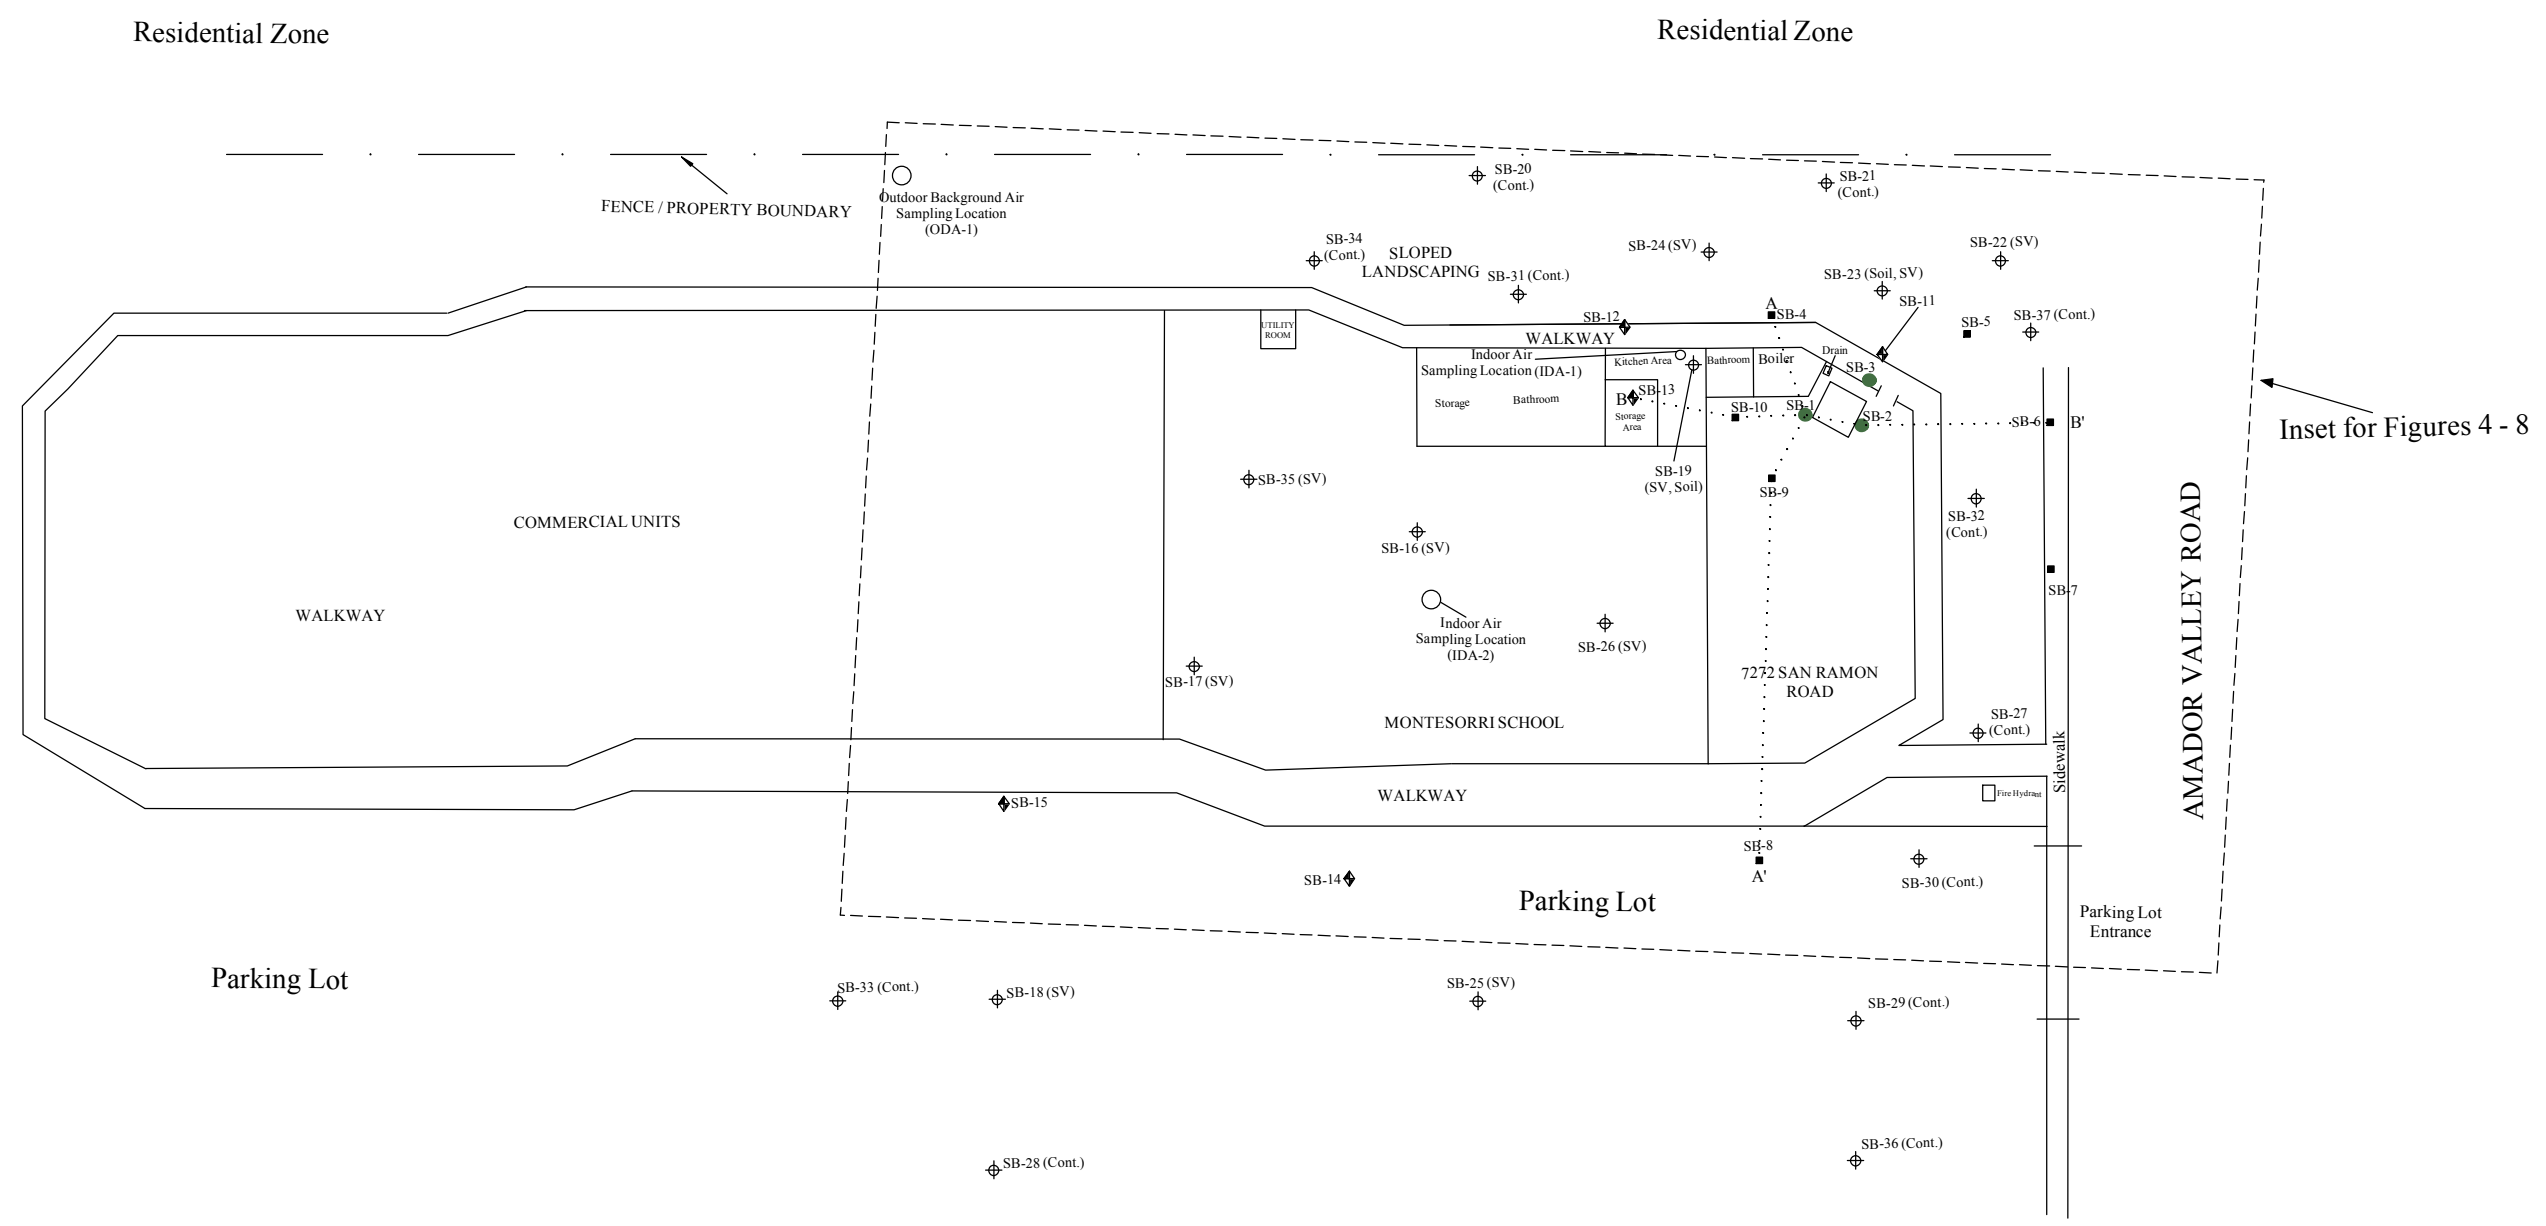 Residential Zone
Residential Zone
FENCE / PROPERTY BOUNDARY
Outdoor Background Air
Sampling Location
(ODA-1)
SB-20
(Cont.)
SB-21
(Cont.)
SB-34
(Cont.)
SLOPED
LANDSCAPING
SB-31 (Cont.)
SB-24 (SV)
SB-22 (SV)
SB-23 (Soil, SV)
SB-11
A
SB-4
SB-12
SB-5
SB-37 (Cont.)
UTILITY
ROOM
WALKWAY
Indoor Air
Sampling Location (IDA-1)
Kitchen Area
Bathroom
Boiler
Drain
SB-3
Storage
Bathroom
B
SB-13
Storage
Area
SB-10
SB-1
SB-2
SB-6
B'
Inset for Figures 4 - 8
SB-19
(SV, Soil)
SB-9
SB-35 (SV)
SB-32
(Cont.)
COMMERCIAL UNITS
SB-16 (SV)
SB-7
WALKWAY
Indoor Air
Sampling Location
(IDA-2)
SB-26 (SV)
AMADOR VALLEY ROAD
SB-17 (SV)
7272 SAN RAMON
ROAD
MONTESORRI SCHOOL
SB-27
(Cont.)
Sidewalk
WALKWAY
Fire Hydrant
SB-15
SB-8
A'
SB-14
SB-30 (Cont.)
Parking Lot
Parking Lot
Entrance
Parking Lot
SB-33 (Cont.)
SB-18 (SV)
SB-25 (SV)
SB-29 (Cont.)
SB-28 (Cont.)
SB-36 (Cont.)